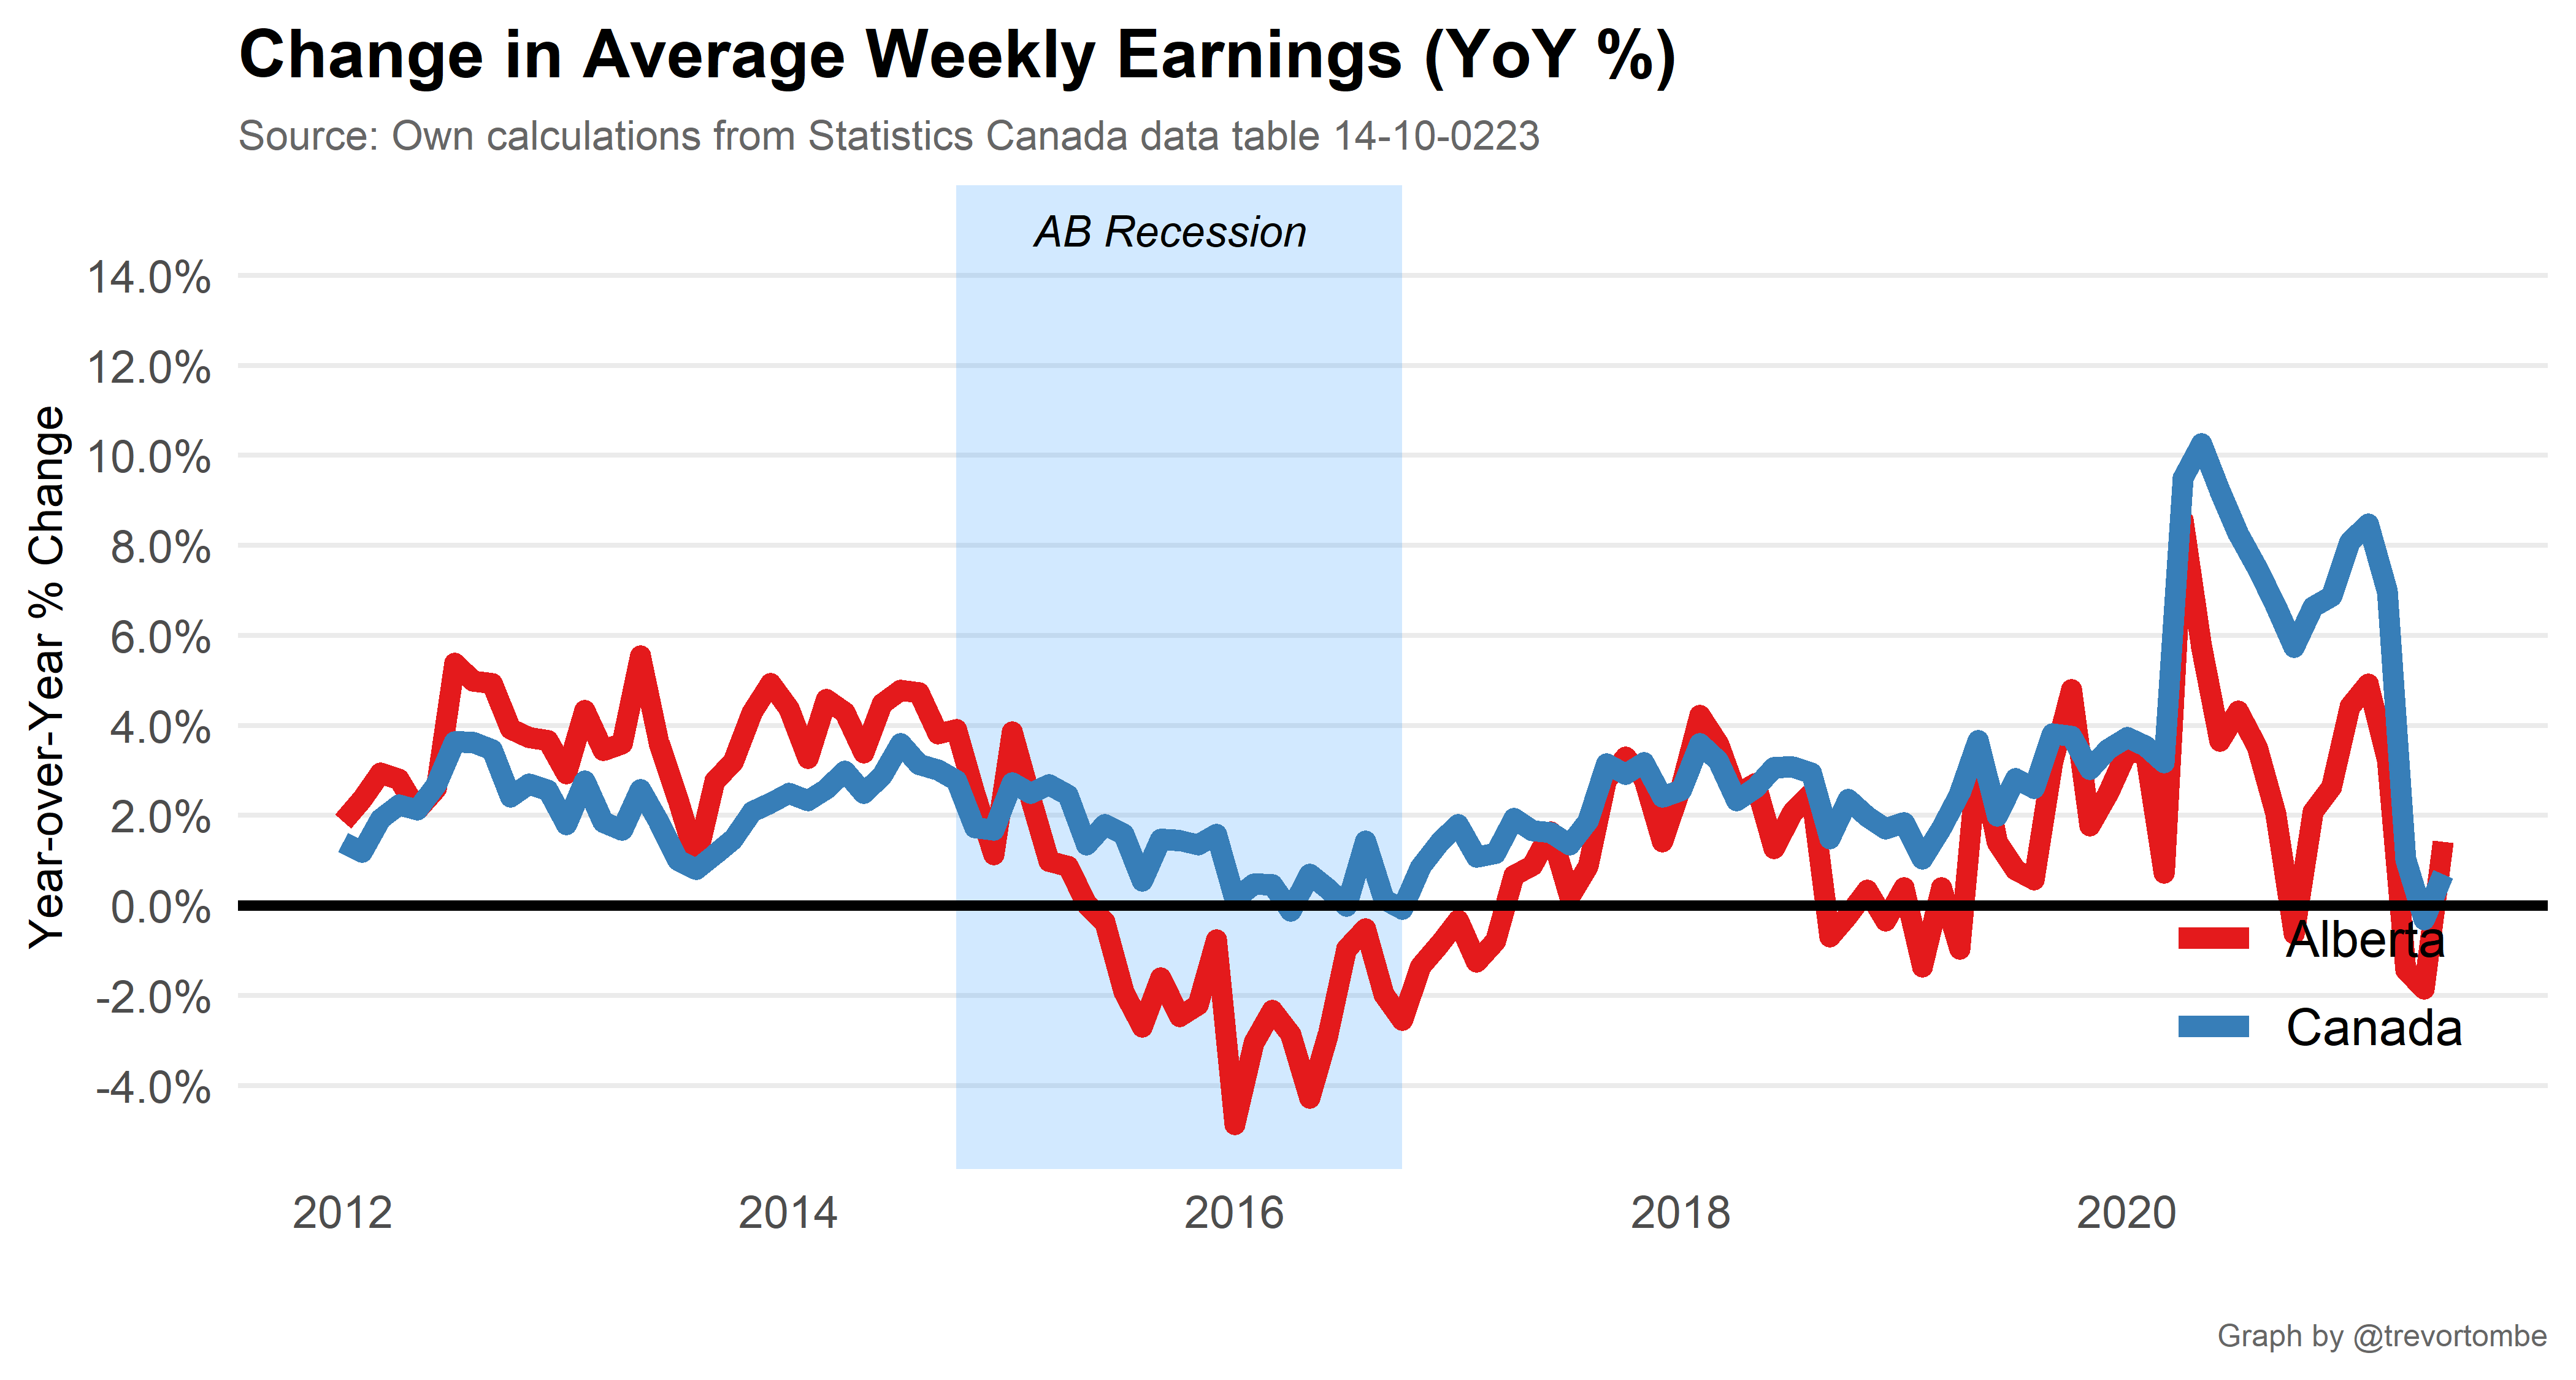 Change in Average Weekly Earnings (YoY %)
Source: Own calculations from Statistics Canada data table 14-10-0223
AB Recession
Year-over-Year % Change
14.0%
12.0%
10.0%
8.0%
6.0%
4.0%
2.0%
0.0%
-2.0%
-4.0%
Alberta
Canada
2012
2014
2016
2018
2020
Graph by @trevortombe